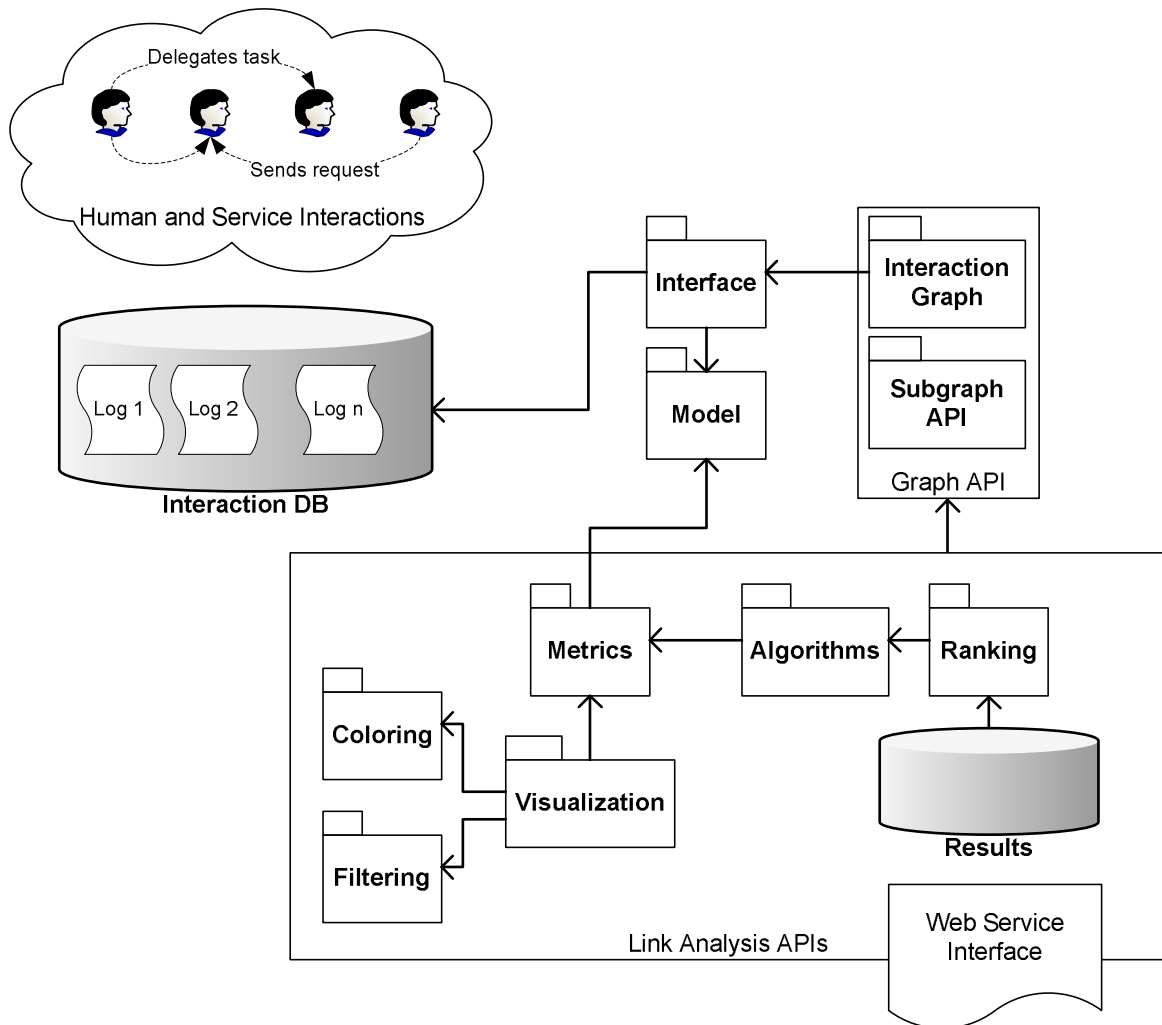 Delegates task
Sends request
Human and Service Interactions
Interface
Interaction
Graph
Model
Subgraph
API
Graph API
Log 1
Log 2
Log n
Interaction DB
Metrics
Algorithms
Ranking
Coloring
Visualization
Filtering
Results
Link Analysis APIs
Web Service
Interface